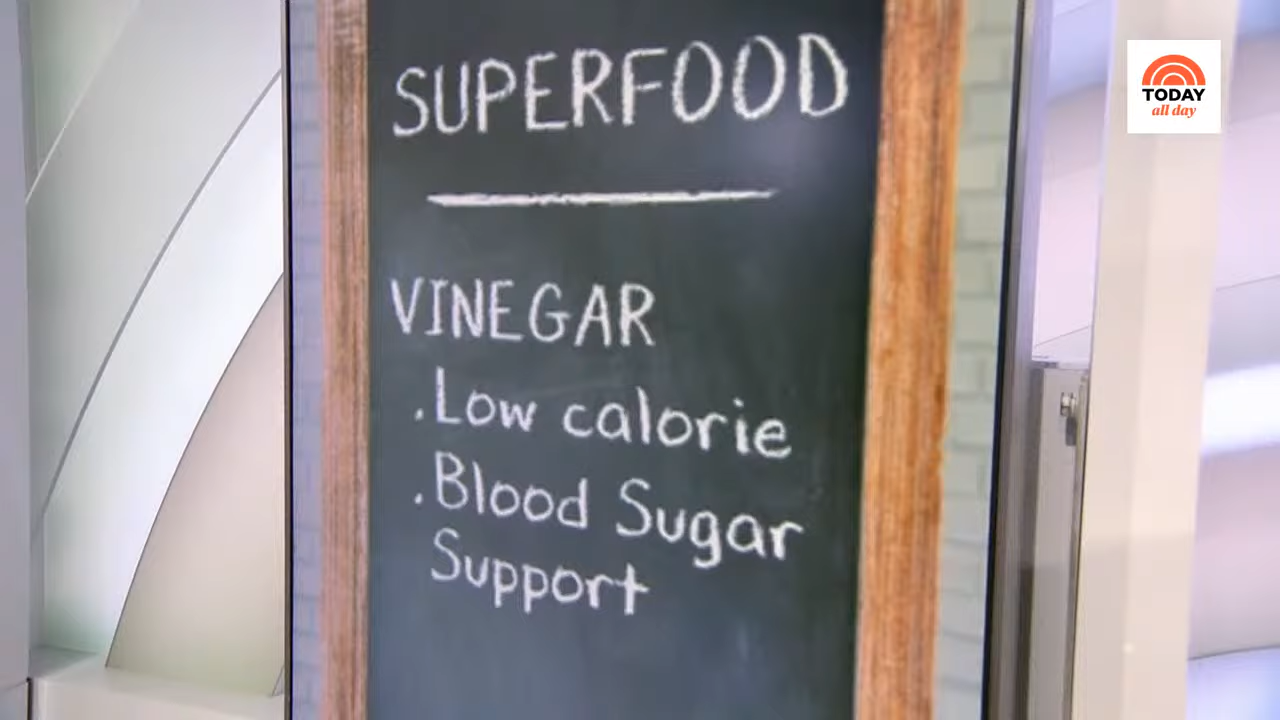 SUPERFOOD
VINEGAR
.Low calorie
.Blood Sugar
Support
TODAY
all day